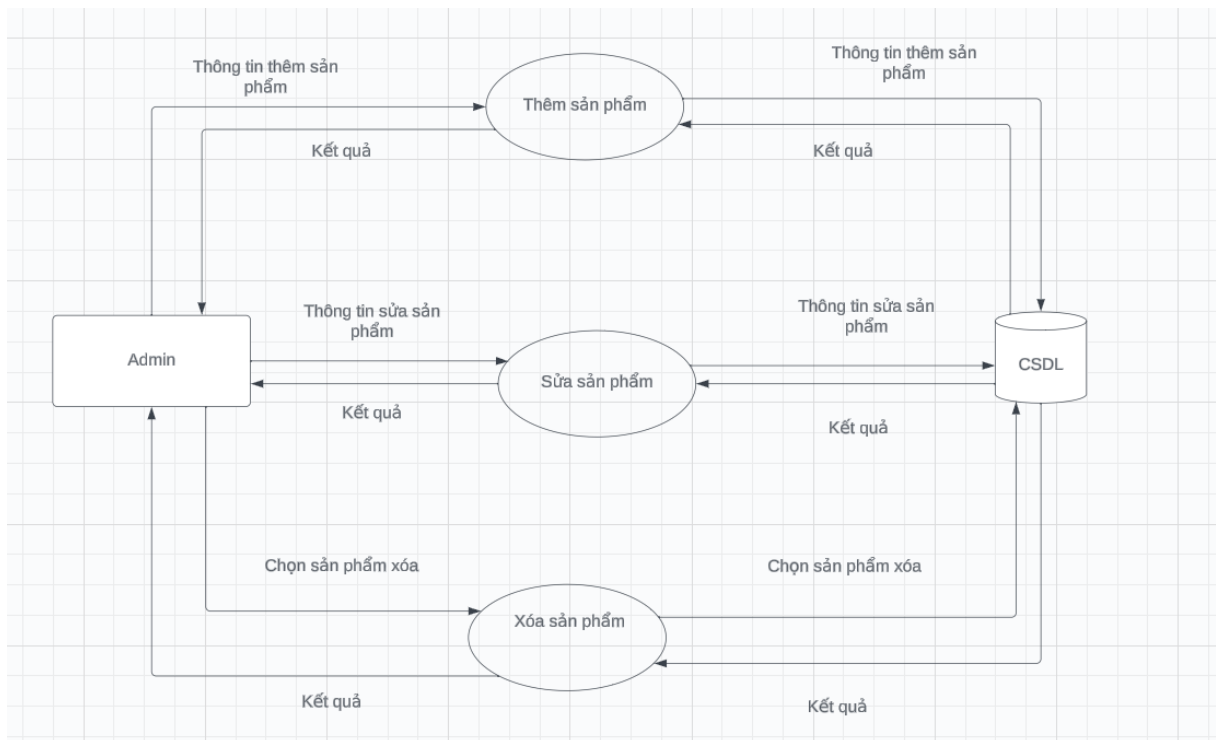 Thông tin thêm sản
phẩm
Thêm sản phẩm
Thông tin thêm sản
phẩm
Kết quả
Kết quả
Thông tin sửa sản
phẩm
Thông tin sửa sản
phẩm
Admin
Sửa sản phẩm
CSDL
Kết quả
Kết quả
Chọn sản phẩm xóa
Chọn sản phẩm xóa
Xóa sản phẩm
Kết quả
Kết quả